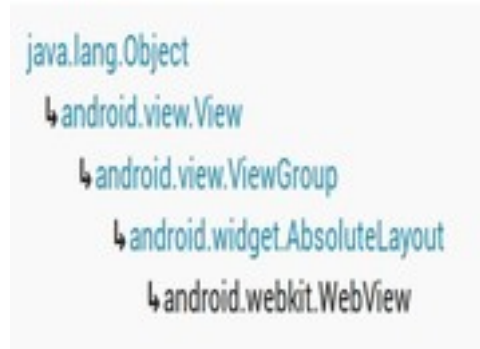 java.lang.Object
↳android.view.View
↳android.view.ViewGroup
↳android.widget.AbsoluteLayout
↳android.webkit.WebView